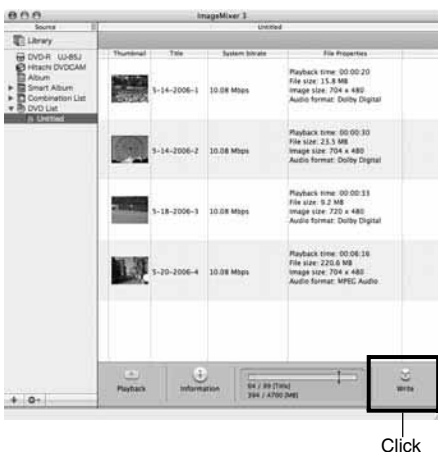 ImageMixer 3
Source
Untitled
Library
DVD-R UJ-85J
Hitachi DVDCAM
Album
Smart Album
Combination List
DVD List
Untitled
Thumbnail Title System bitrate File Properties
5-14-2006-1 10.08 Mbps
Playback time: 00:00:20
File size: 15.8 MB
Image size: 704 x 480
Audio format: Dolby Digital
5-14-2006-2 10.08 Mbps
Playback time: 00:00:30
File size: 23.5 MB
Image size: 704 x 480
Audio format: Dolby Digital
5-18-2006-3 10.08 Mbps
Playback time: 00:00:33
File size: 9.2 MB
Image size: 720 x 480
Audio format: Dolby Digital
5-20-2006-4 10.08 Mbps
Playback time: 00:06:16
File size: 220.6 MB
Image size: 704 x 480
Audio format: MPEG Audio
Playback
Information
04 / 99 [Title]
394 / 4700 [MB]
Write
Click